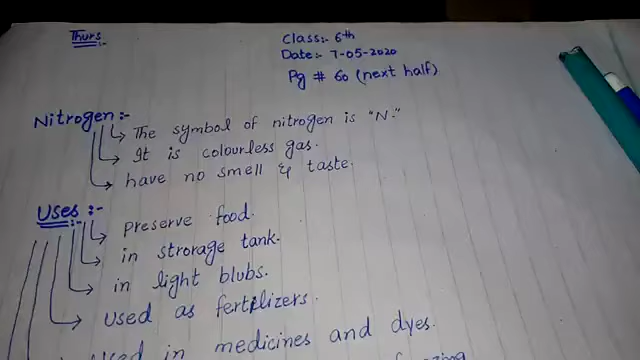 Thurs:-
Class:- 6th
Date:- 7-05-2020
Pg # 60 (next half)
Nitrogen:-
The symbol of nitrogen is "N."
It is colourless gas.
have no smell & taste.
Uses:-
preserve food.
in strorage tank.
in light blubs.
used as fertilizers.
used in medicines and dyes.